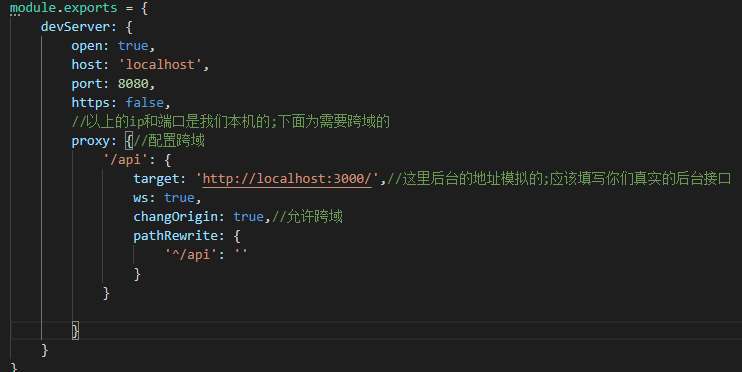 module.exports = {
devServer: {
open: true,
host: 'localhost',
port: 8080,
https: false,
//以上的ip和端口是我们本机的;下面为需要跨域的
proxy: {//配置跨域
'/api': {
target: 'http://localhost:3000/',//这里后台的地址模拟的;应该填写你们真实的后台接口
ws: true,
changOrigin: true,//允许跨域
pathRewrite: {
'^/api': ''
}
}
}
}
}